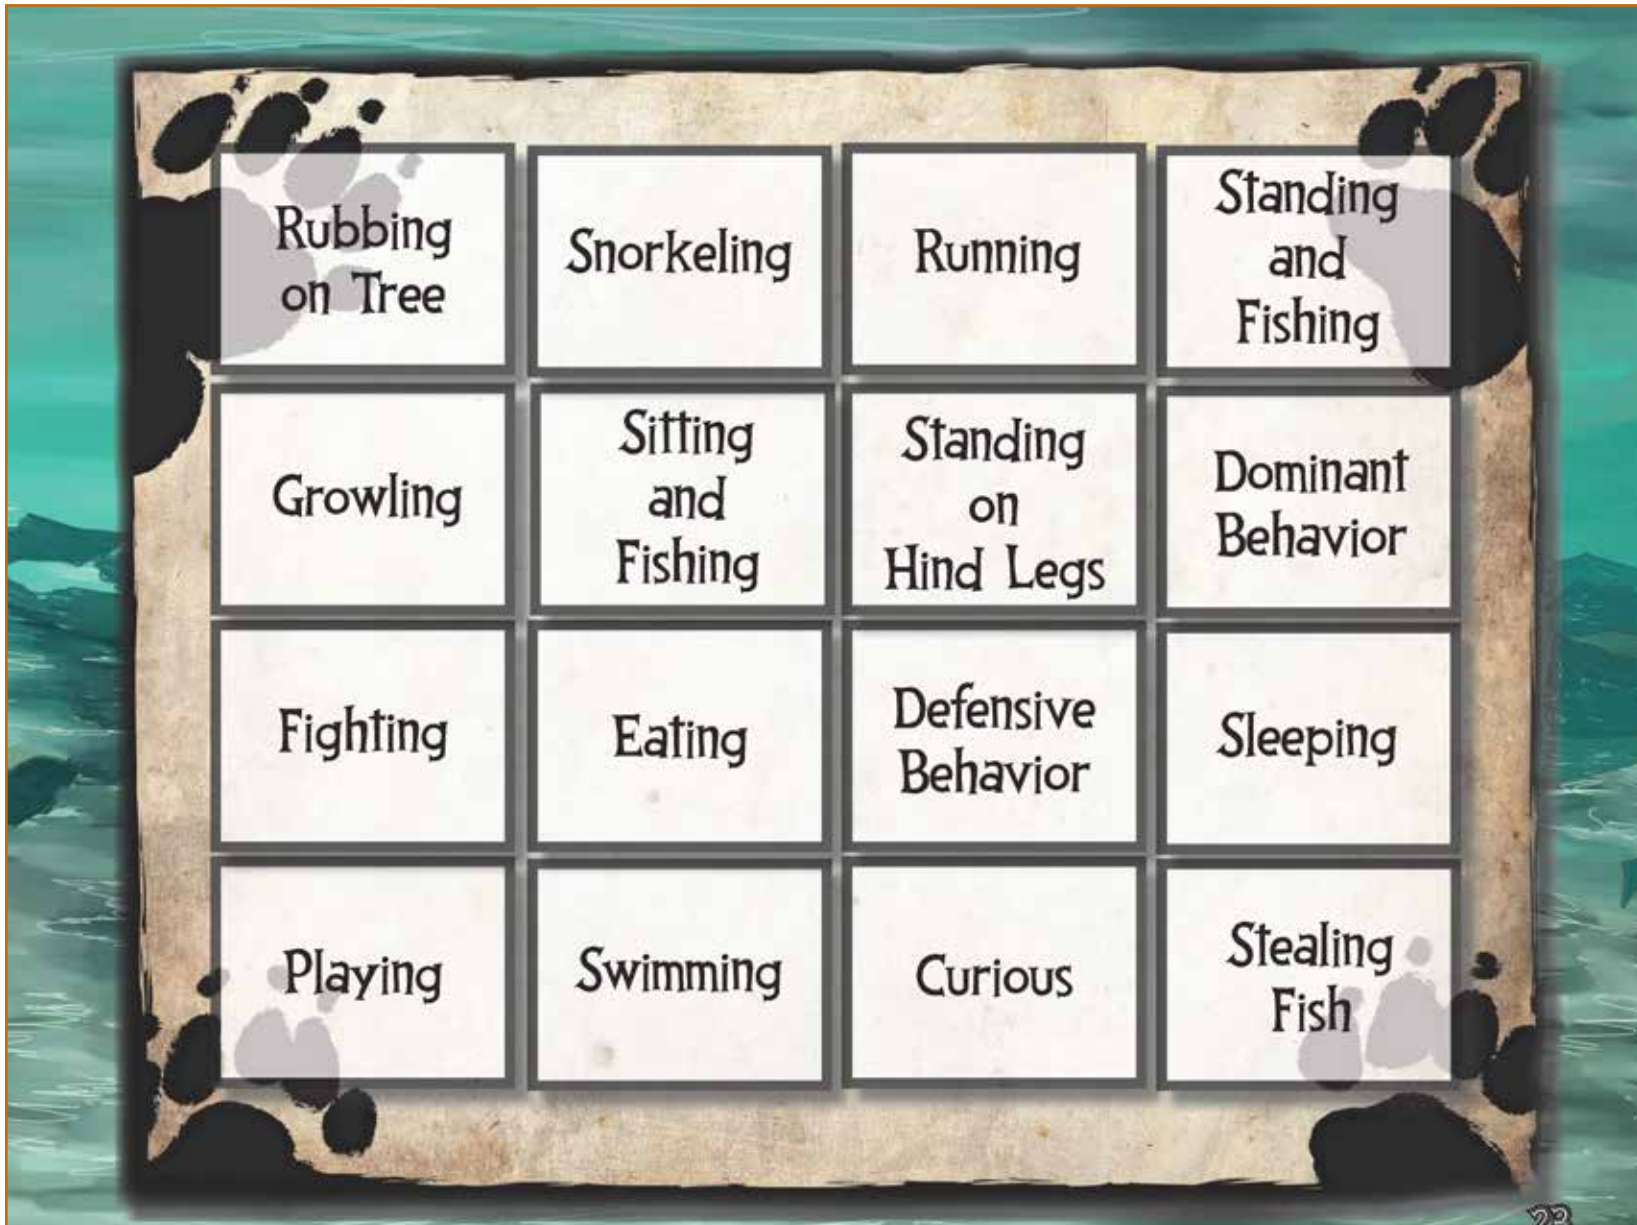 Rubbing
on Tree
Snorkeling
Running
Standing
and
Fishing
Growling
Sitting
and
Fishing
Standing
on
Hind Legs
Dominant
Behavior
Fighting
Eating
Defensive
Behavior
Sleeping
Playing
Swimming
Curious
Stealing
Fish
23